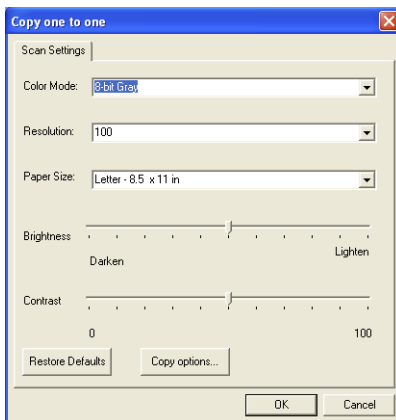 Copy one to one
Scan Settings
Color Mode: 8-bit Gray
Resolution: 100
Paper Size: Letter - 8.5 x 11 in
Brightness
Darken Lighten
Contrast
0 100
Restore Defaults Copy options...
OK Cancel